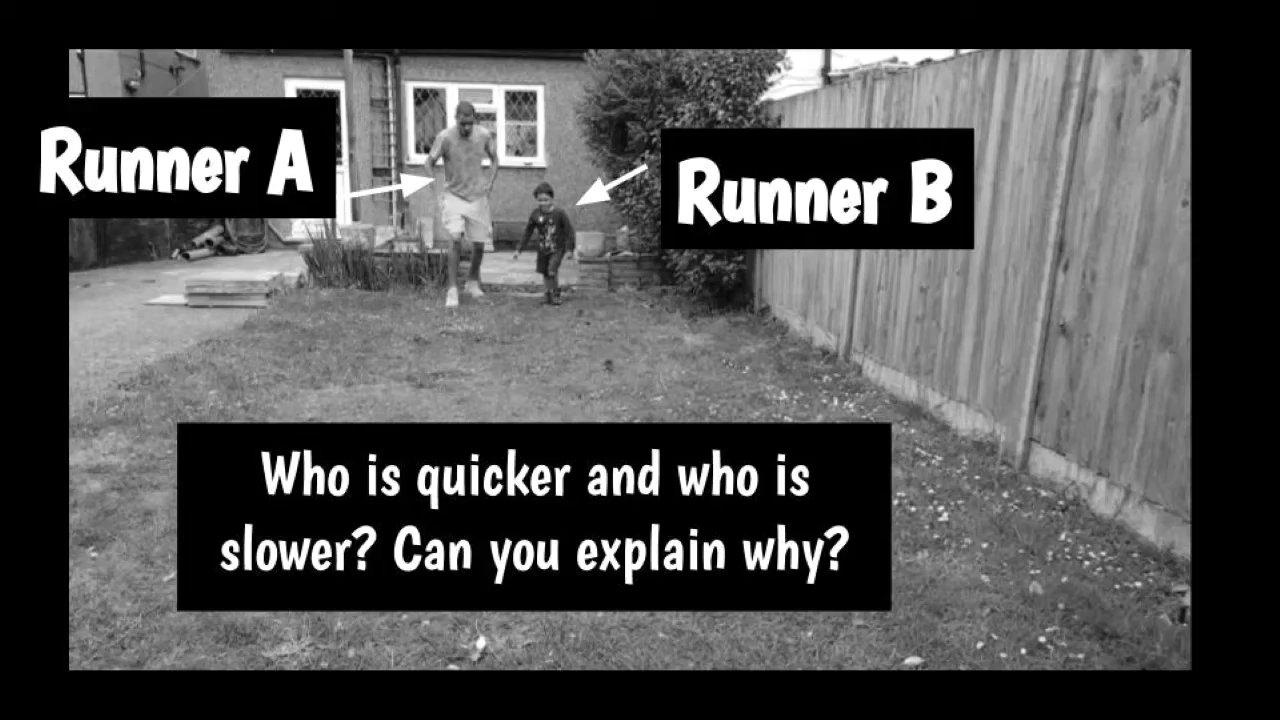 Runner A
Runner B
Who is quicker and who is
slower? Can you explain why?